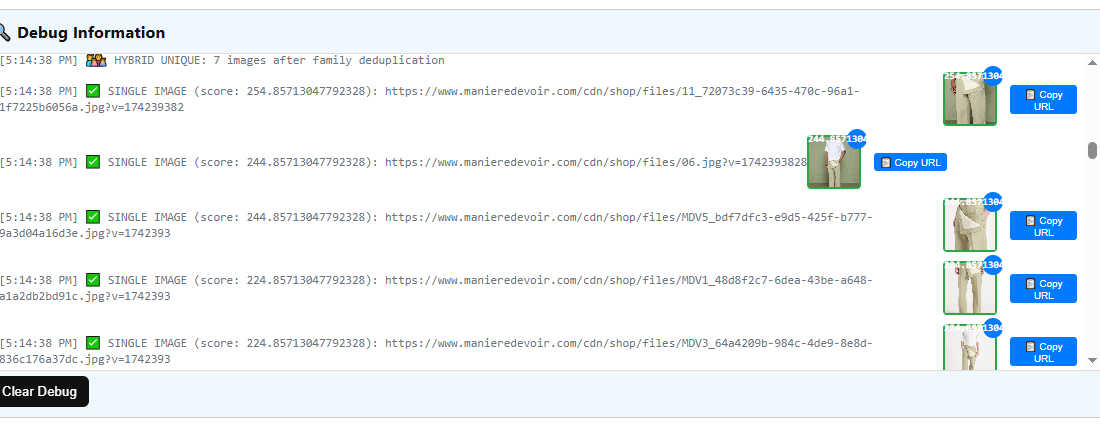 Debug Information
[5:14:38 PM] HYBRID UNIQUE: 7 images after family deduplication
[5:14:38 PM] SINGLE IMAGE (score: 254.85713047792328): https://www.manieredevoir.com/cdn/shop/files/11_72073c39-6435-470c-96a1-
1f7225b6056a.jpg?v=174239382
254.8571304
Copy
URL
[5:14:38 PM] SINGLE IMAGE (score: 244.85713047792328): https://www.manieredevoir.com/cdn/shop/files/06.jpg?v=1742393828
244.8571304
Copy URL
[5:14:38 PM] SINGLE IMAGE (score: 244.85713047792328): https://www.manieredevoir.com/cdn/shop/files/MDV5_bdf7dfc3-e9d5-425f-b777-
9a3d04a16d3e.jpg?v=1742393
244.8571304
Copy
URL
[5:14:38 PM] SINGLE IMAGE (score: 224.85713047792328): https://www.manieredevoir.com/cdn/shop/files/MDV1_48d8f2c7-6dea-43be-a648-
a1a2db2bd91c.jpg?v=1742393
224.8571304
Copy
URL
[5:14:38 PM] SINGLE IMAGE (score: 224.85713047792328): https://www.manieredevoir.com/cdn/shop/files/MDV3_64a4209b-984c-4de9-8e8d-
836c176a37dc.jpg?v=1742393
224.8571304
Copy
URL
Clear Debug